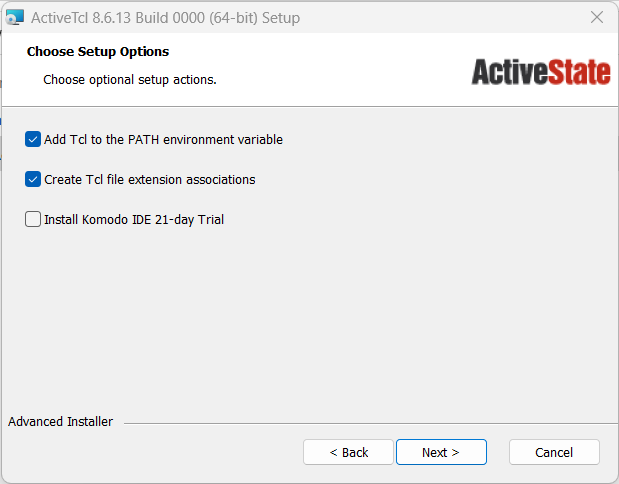 ActiveTcl 8.6.13 Build 0000 (64-bit) Setup
Choose Setup Options
Choose optional setup actions.
ActiveState
Add Tcl to the PATH environment variable
Create Tcl file extension associations
Install Komodo IDE 21-day Trial
Advanced Installer
< Back
Next >
Cancel